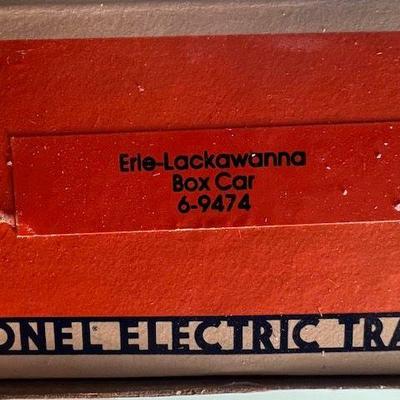 Erie-Lackawanna
Box Car
6-9474
ONEL® ELECTRIC TRA